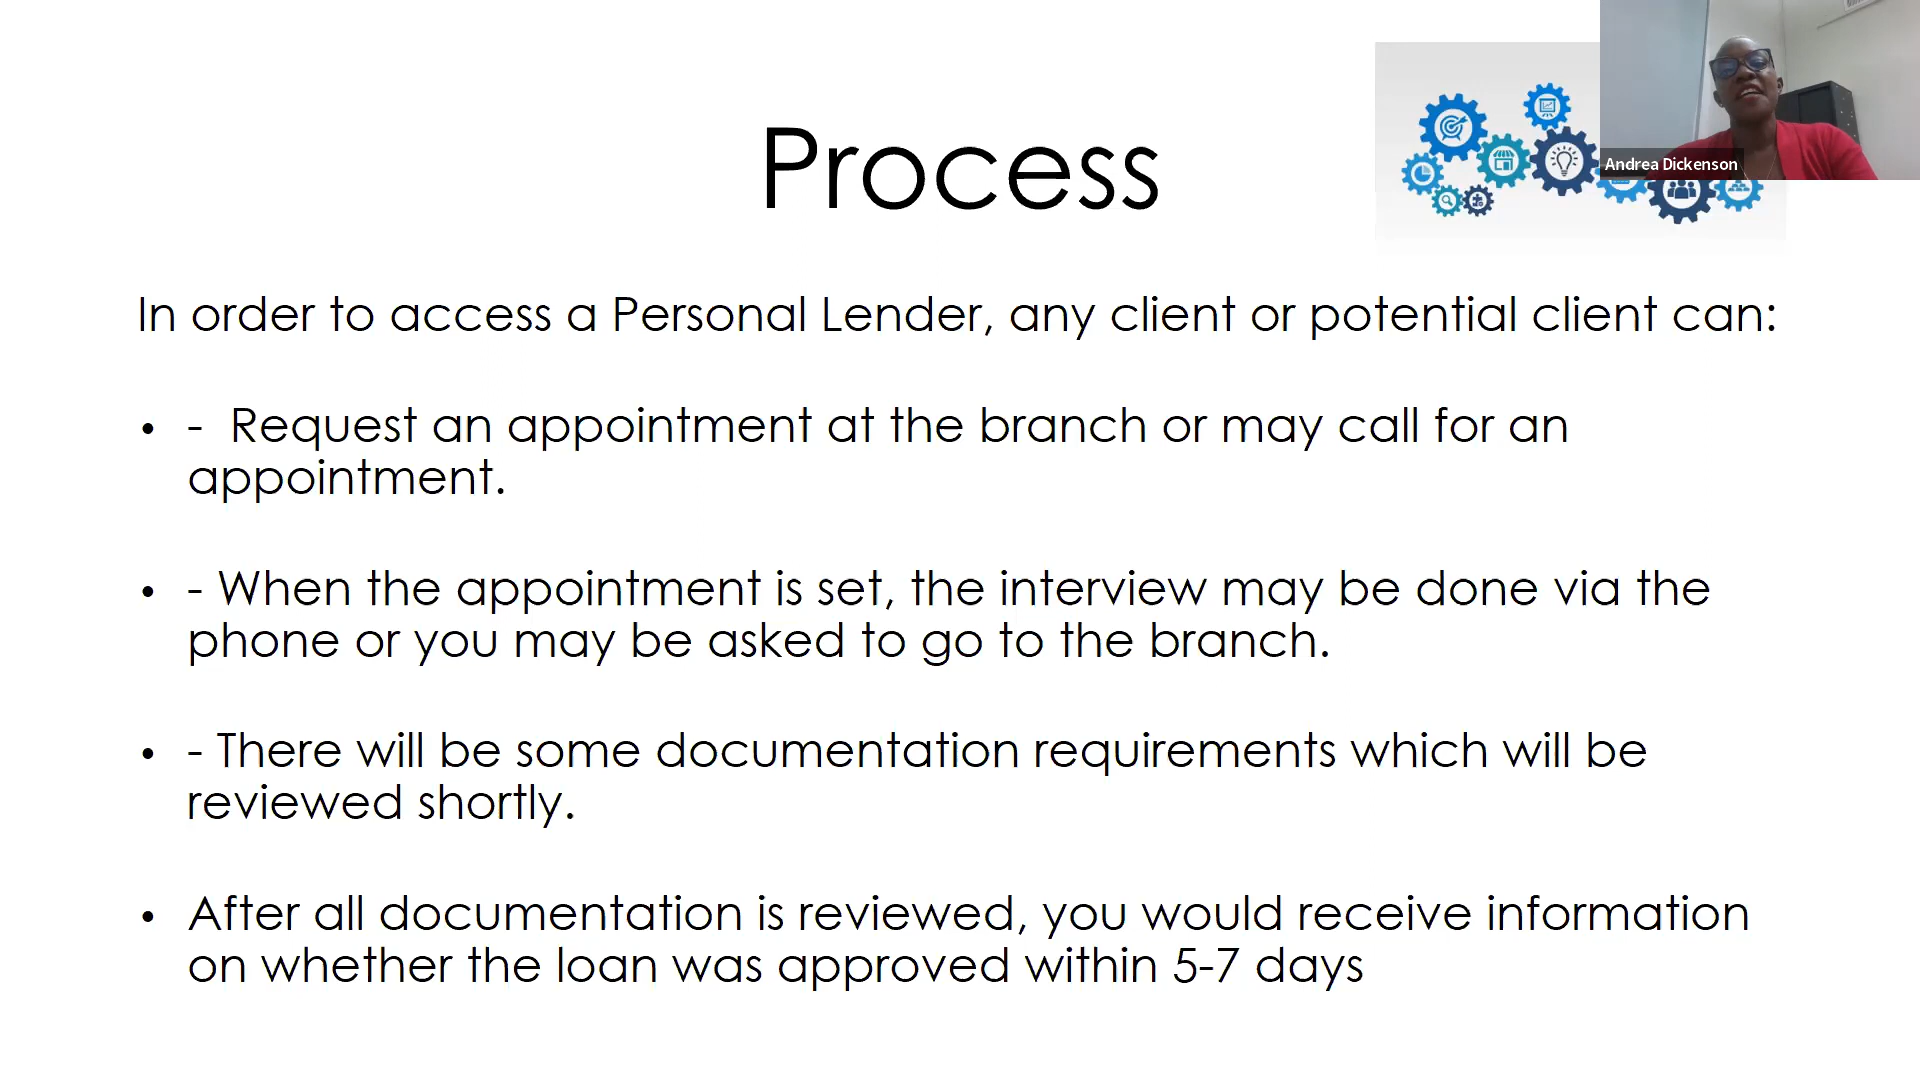 Process
Andrea Dickenson
In order to access a Personal Lender, any client or potential client can:
• -  Request an appointment at the branch or may call for an
appointment.
• - When the appointment is set, the interview may be done via the
phone or you may be asked to go to the branch.
• - There will be some documentation requirements which will be
reviewed shortly.
• After all documentation is reviewed, you would receive information
on whether the loan was approved within 5-7 days